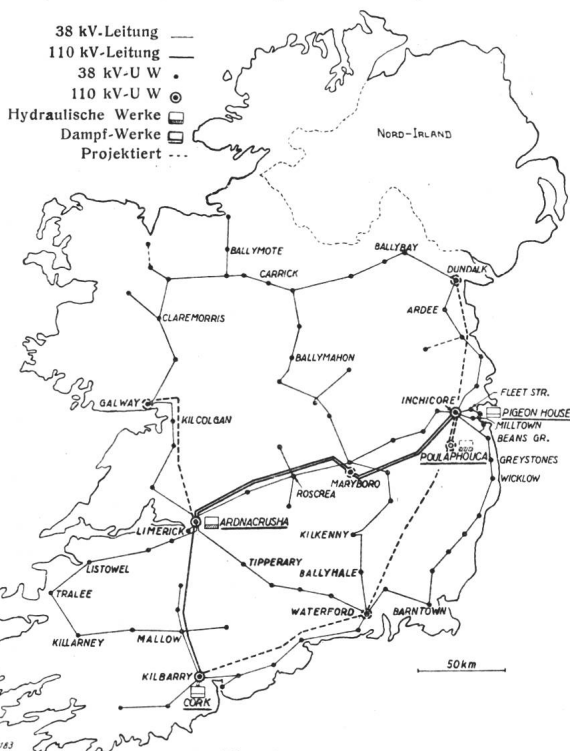 38 kV-Leitung
110 kV-Leitung
38 kV-U W
110 kV-U W
Hydraulische Werke
Dampf-Werke
Projektiert
NORD-IRLAND
BALLYMOTE
BALLYBAY
CARRICK
DUNDALK
ARDEE
CLAREMORRIS
BALLYMAHON
FLEET STR.
GALWAY
INCHICORE
PIGEON HOUSE
KILCOLGAN
MILLTOWN
BEANS GR.
POULAPHOUCA
GREYSTONES
MARYBORO
WICKLOW
ROSCREA
LIMERICK
ARDNACRUSHA
KILKENNY
TIPPERARY
LISTOWEL
BALLYHALE
TRALEE
WATERFORD
BARNTOWN
KILLARNEY
MALLOW
50km
KILBARRY
CORK